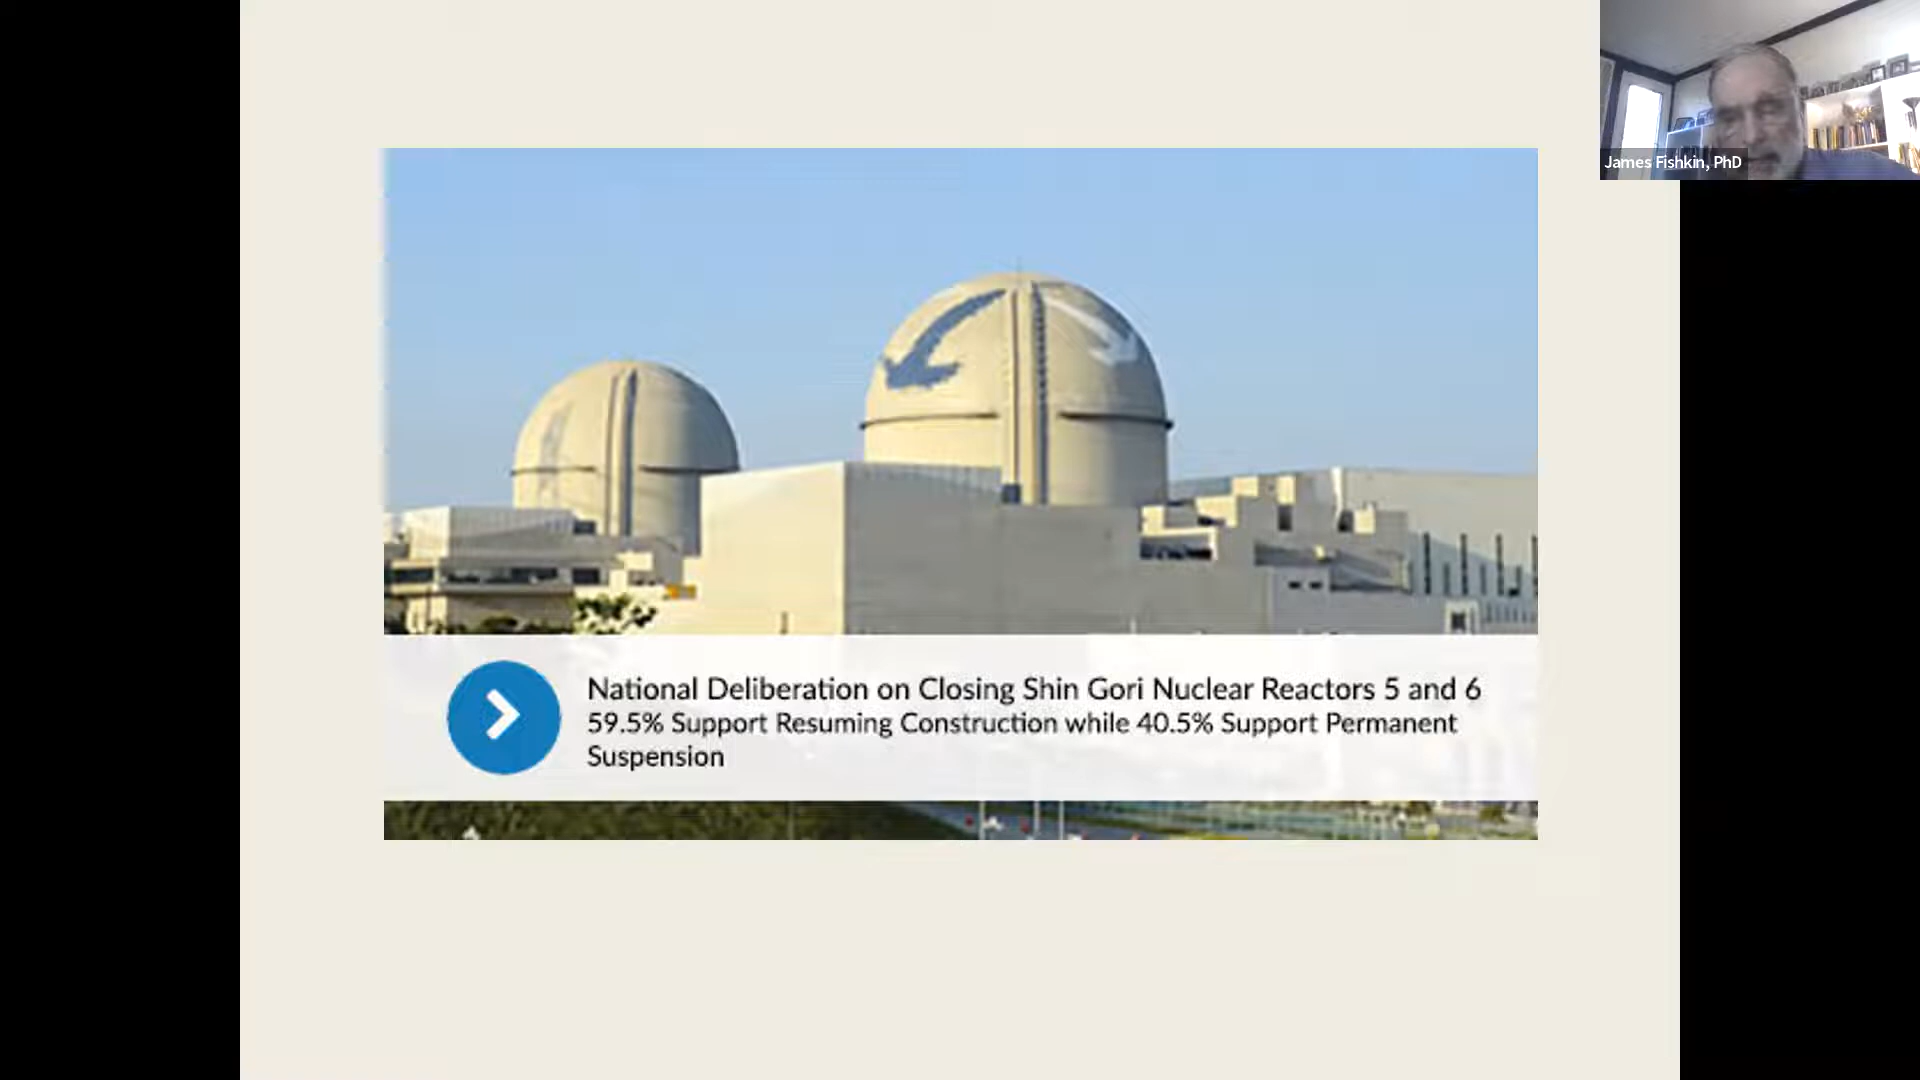 James Fishkin, PhD
National Deliberation on Closing Shin Gori Nuclear Reactors 5 and 6
59.5% Support Resuming Construction while 40.5% Support Permanent
Suspension